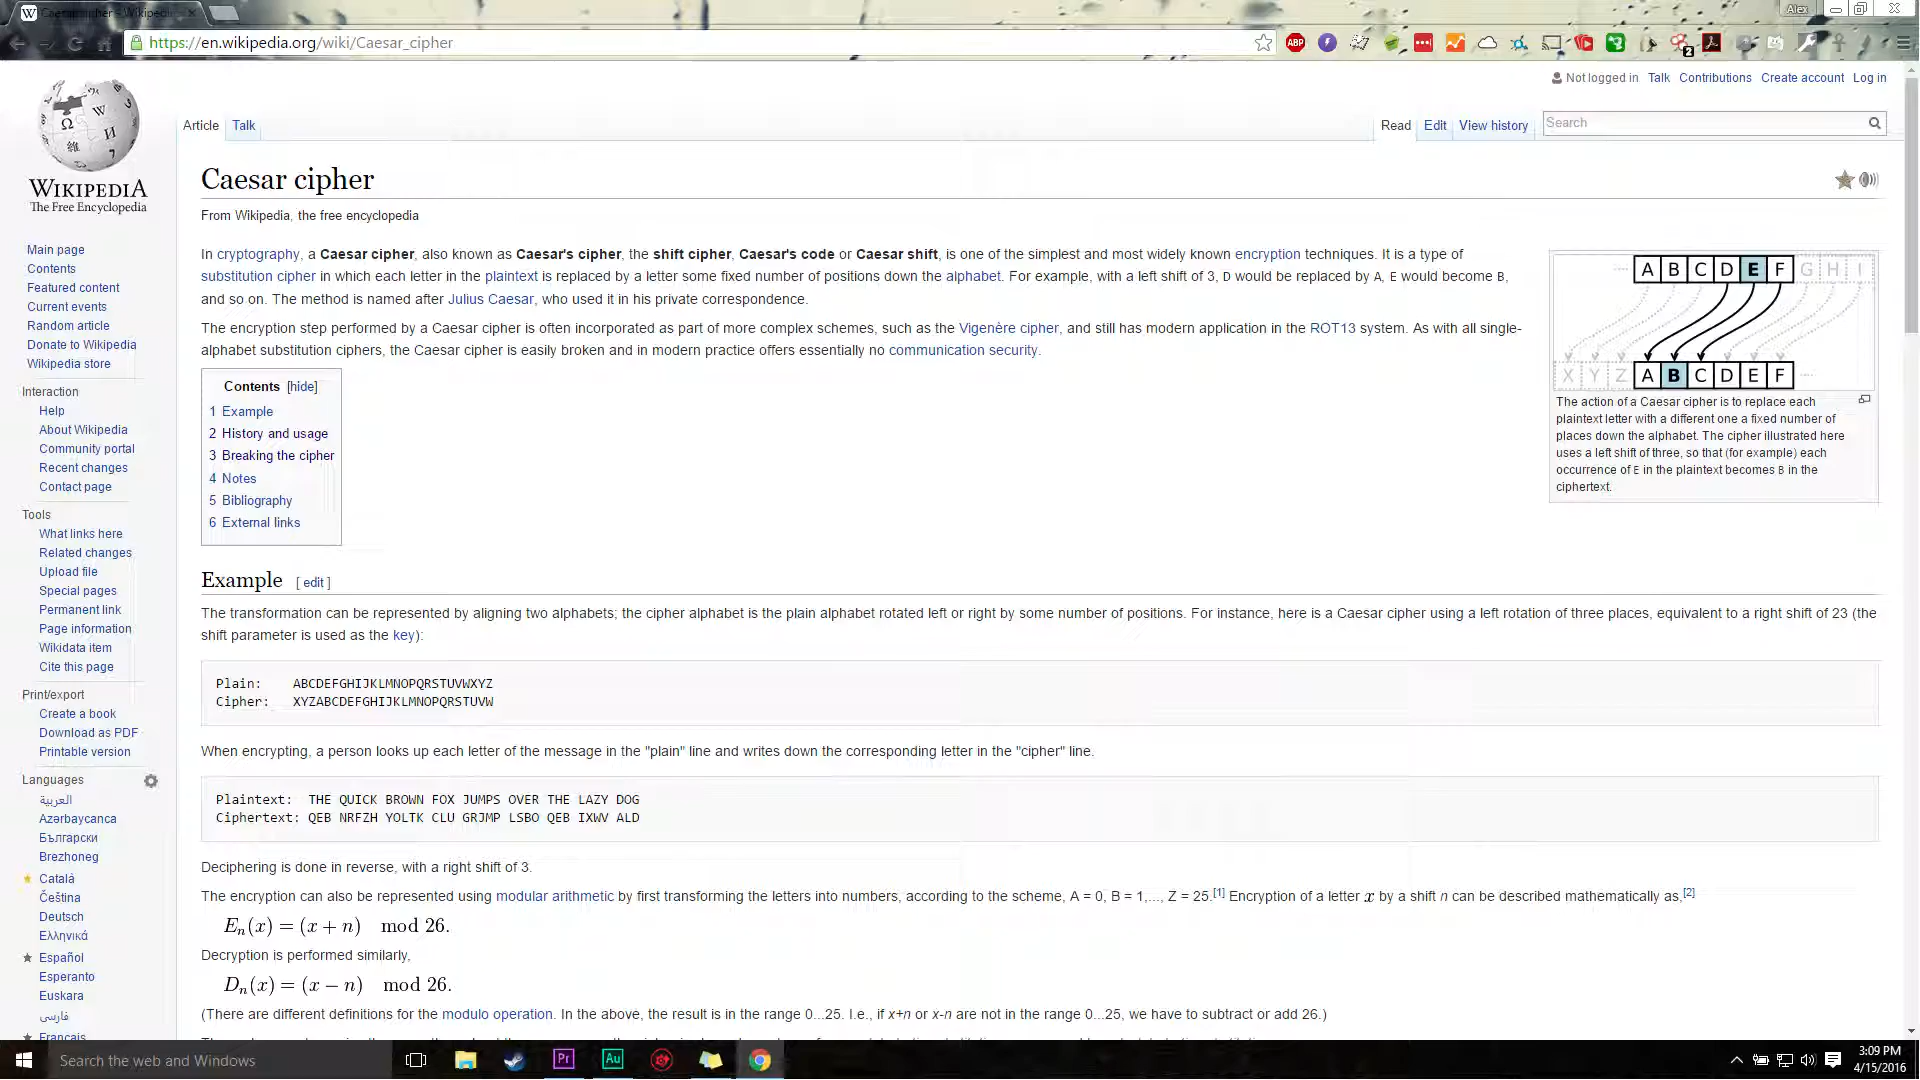 Caesar cipher - Wikipedi
Alex
https://en.wikipedia.org/wiki/Caesar_cipher
ABP
2
Not logged in Talk Contributions Create account Log in
Article Talk Read Edit View history Search
WIKIPEDIA
The Free Encyclopedia
Main page
Contents
Featured content
Current events
Random article
Donate to Wikipedia
Wikipedia store
Interaction
Help
About Wikipedia
Community portal
Recent changes
Contact page
Tools
What links here
Related changes
Upload file
Special pages
Permanent link
Page information
Wikidata item
Cite this page
Print/export
Create a book
Download as PDF
Printable version
Languages
العربية
Azərbaycanca
Български
Brezhoneg
Català
Čeština
Deutsch
Ελληνικά
Español
Esperanto
Euskara
فارسی
Français
Caesar cipher
From Wikipedia, the free encyclopedia
In cryptography, a Caesar cipher, also known as Caesar's cipher, the shift cipher, Caesar's code or Caesar shift, is one of the simplest and most widely known encryption techniques. It is a type of
substitution cipher in which each letter in the plaintext is replaced by a letter some fixed number of positions down the alphabet. For example, with a left shift of 3, D would be replaced by A, E would become B,
and so on. The method is named after Julius Caesar, who used it in his private correspondence.
The encryption step performed by a Caesar cipher is often incorporated as part of more complex schemes, such as the Vigenère cipher, and still has modern application in the ROT13 system. As with all single-
alphabet substitution ciphers, the Caesar cipher is easily broken and in modern practice offers essentially no communication security.
A B C D E F G H I
X Y Z A B C D E F
The action of a Caesar cipher is to replace each
plaintext letter with a different one a fixed number of
places down the alphabet. The cipher illustrated here
uses a left shift of three, so that (for example) each
occurrence of E in the plaintext becomes B in the
ciphertext.
Contents [hide]
1 Example
2 History and usage
3 Breaking the cipher
4 Notes
5 Bibliography
6 External links
Example [ edit ]
The transformation can be represented by aligning two alphabets; the cipher alphabet is the plain alphabet rotated left or right by some number of positions. For instance, here is a Caesar cipher using a left rotation of three places, equivalent to a right shift of 23 (the
shift parameter is used as the key):
Plain: ABCDEFGHIJKLMNOPQRSTUVWXYZ
Cipher: XYZABCDEFGHIJKLMNOPQRSTUVW
When encrypting, a person looks up each letter of the message in the "plain" line and writes down the corresponding letter in the "cipher" line.
Plaintext: THE QUICK BROWN FOX JUMPS OVER THE LAZY DOG
Ciphertext: QEB NRFZH YOLTK CLU GRJMP LSBO QEB IXWV ALD
Deciphering is done in reverse, with a right shift of 3.
The encryption can also be represented using modular arithmetic by first transforming the letters into numbers, according to the scheme, A = 0, B = 1,..., Z = 25.[1] Encryption of a letter x by a shift n can be described mathematically as,[2]
En(x) = (x + n) mod 26.
Decryption is performed similarly,
Dn(x) = (x − n) mod 26.
(There are different definitions for the modulo operation. In the above, the result is in the range 0...25. I.e., if x+n or x-n are not in the range 0...25, we have to subtract or add 26.)
Search the web and Windows
Pr
Au
3:09 PM
4/15/2016